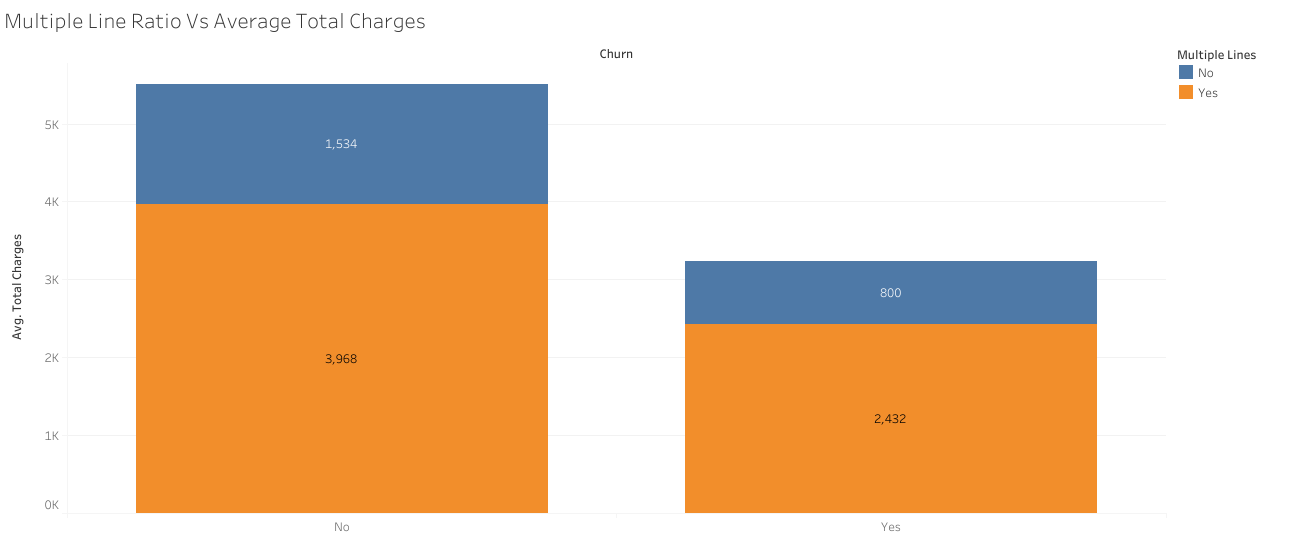 Multiple Line Ratio Vs Average Total Charges
Churn
Multiple Lines
No
Yes
Avg. Total Charges
5K
4K
3K
2K
1K
0K
1,534
3,968
800
2,432
No
Yes